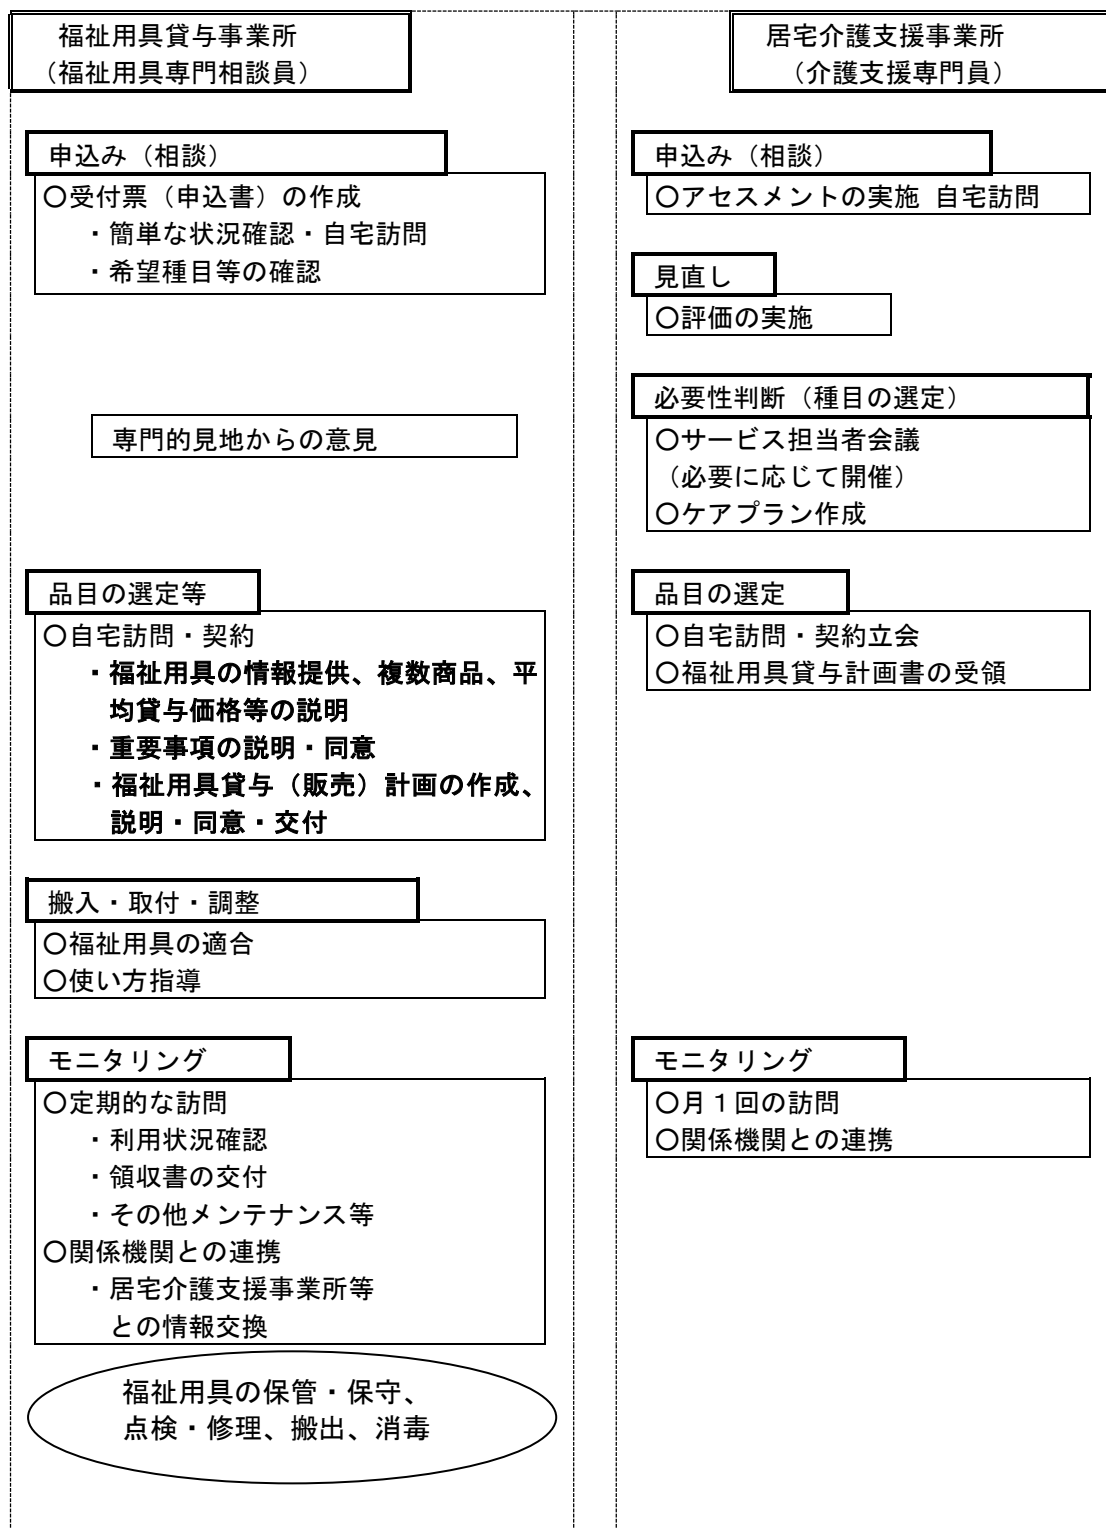 福祉用具貸与事業所
（福祉用具専門相談員）
申込み（相談）
○受付票（申込書）の作成
・簡単な状況確認・自宅訪問
・希望種目等の確認
専門的見地からの意見
品目の選定等
○自宅訪問・契約
・福祉用具の情報提供、複数商品、平
均貸与価格等の説明
・重要事項の説明・同意
・福祉用具貸与（販売）計画の作成、
説明・同意・交付
搬入・取付・調整
○福祉用具の適合
○使い方指導
モニタリング
○定期的な訪問
・利用状況確認
・領収書の交付
・その他メンテナンス等
○関係機関との連携
・居宅介護支援事業所等
との情報交換
福祉用具の保管・保守、
点検・修理、搬出、消毒
居宅介護支援事業所
（介護支援専門員）
申込み（相談）
○アセスメントの実施 自宅訪問
見直し
○評価の実施
必要性判断（種目の選定）
○サービス担当者会議
（必要に応じて開催）
○ケアプラン作成
品目の選定
○自宅訪問・契約立会
○福祉用具貸与計画書の受領
モニタリング
○月１回の訪問
○関係機関との連携